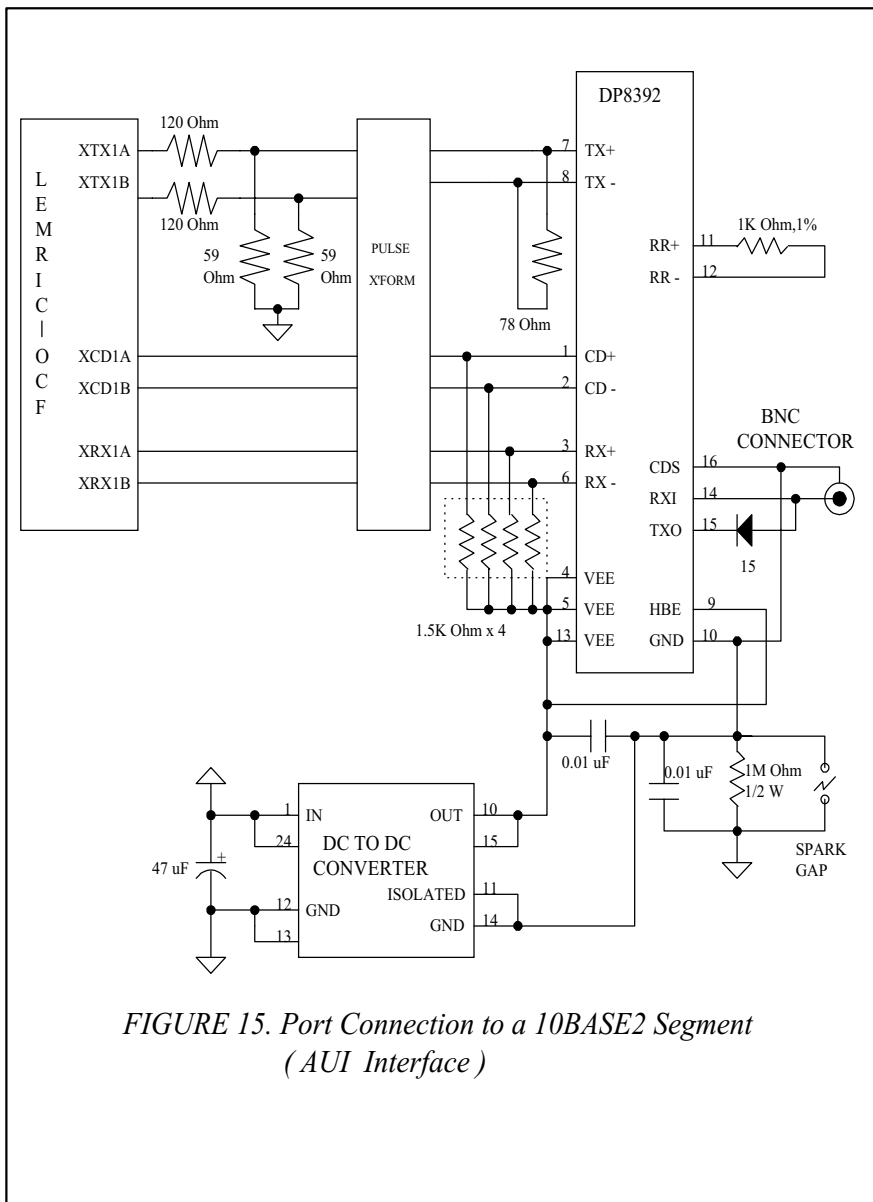 DP8392
120 Ohm
XTX1A
7
TX+
XTX1B
8
TX -
120 Ohm
LEMRIC|OCF
59
Ohm
59
Ohm
PULSE
X'FORM
78 Ohm
1K Ohm,1%
RR+
11
RR -
12
XCD1A
1
CD+
XCD1B
2
CD -
BNC
CONNECTOR
XRX1A
3
RX+
XRX1B
6
RX -
CDS
16
RXI
14
TXO
15
15
4
VEE
5
VEE
HBE
9
13
VEE
GND
10
1.5K Ohm x 4
0.01 uF
0.01 uF
1M Ohm
1/2 W
SPARK
GAP
1
IN
OUT
10
24
15
DC TO DC
CONVERTER
47 uF
+
ISOLATED
11
12
GND
GND
14
13
FIGURE 15. Port Connection to a 10BASE2 Segment
( AUI Interface )